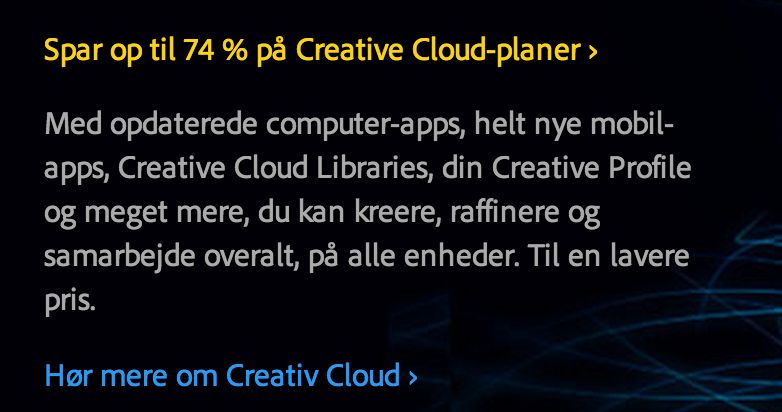 Spar op til 74 % på Creative Cloud-planer ›
Med opdaterede computer-apps, helt nye mobil-
apps, Creative Cloud Libraries, din Creative Profile
og meget mere, du kan kreere, raffinere og
samarbejde overalt, på alle enheder. Til en lavere
pris.
Hør mere om Creativ Cloud ›